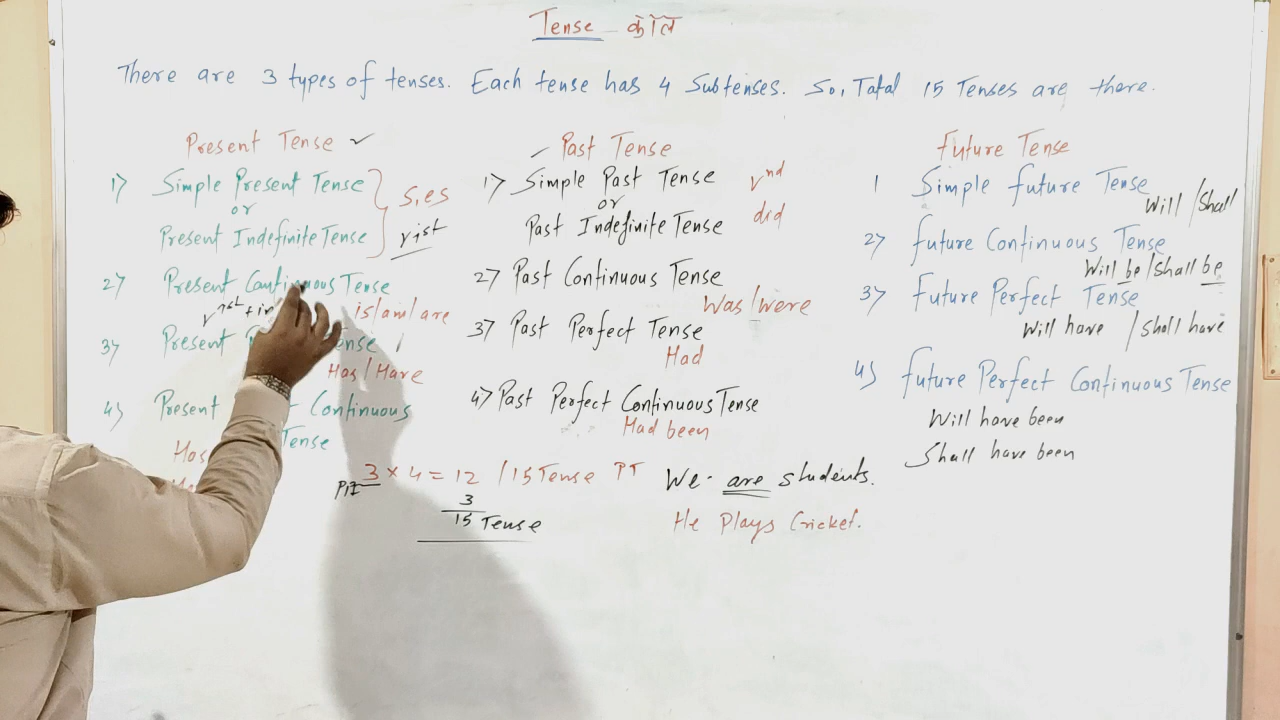 Tense - काल
There are 3 types of tenses. Each tense has 4 Subtenses. So, Total 15 Tenses are there.
Present Tense ✓
1) Simple Present Tense
or
Present Indefinite Tense
S, es
V1st
2) Present Continuous Tense
V1st + in
is/am/are
3) Present Tense
Has/Have
4) Present Continuous
Tense
Past Tense
1) Simple Past Tense
or
Past Indefinite Tense
Vnd
did
2) Past Continuous Tense
Was/were
3) Past Perfect Tense
Had
4) Past Perfect Continuous Tense
Had been
Future Tense
1 Simple future Tense
Will / Shall
2) future Continuous Tense
Will be / Shall be
3) Future Perfect Tense
Will have / Shall have
4) future Perfect Continuous Tense
Will have been
Shall have been
3 × 4 = 12 / 15 Tense PT
3
15 Tense
We are students.
He Plays Cricket.